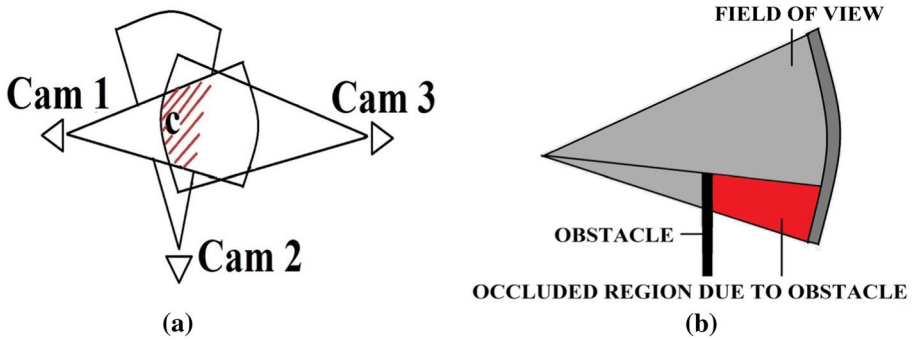 Cam 1
c
Cam 3
Cam 2
(a)
FIELD OF VIEW
OBSTACLE
OCCLUDED REGION DUE TO OBSTACLE
(b)